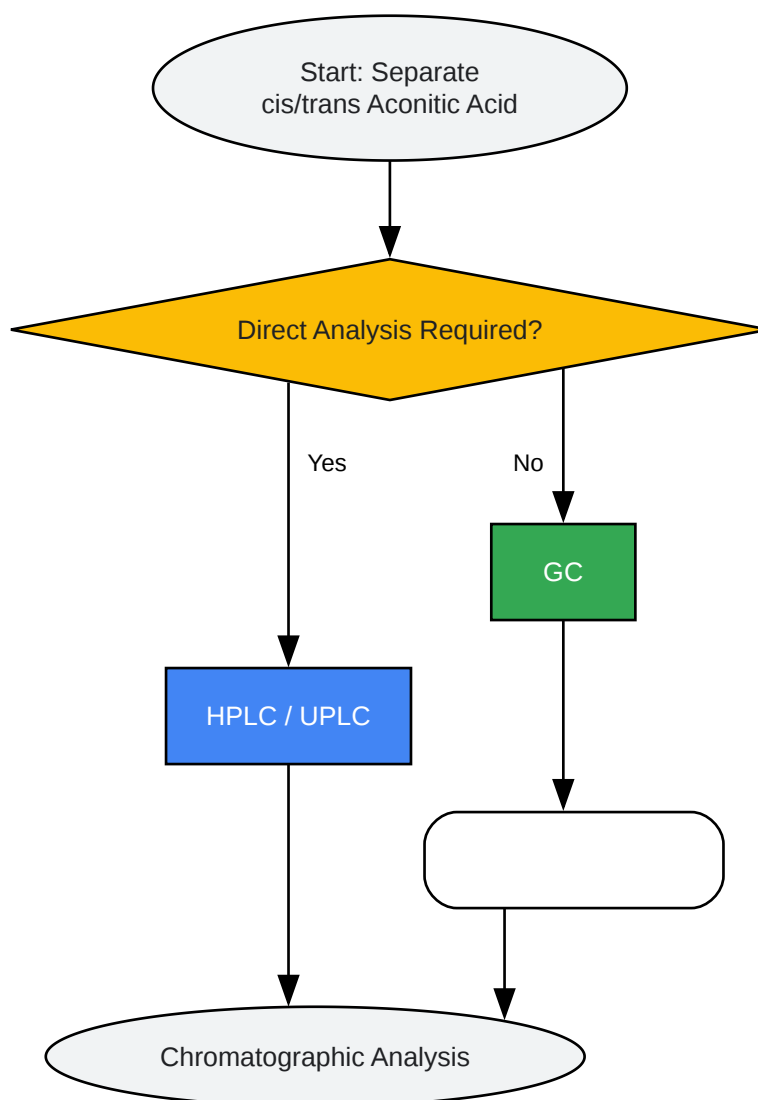 Start: Separate
cis/trans Aconitic Acid
Direct Analysis Required?
Yes
No
GC
HPLC / UPLC
Chromatographic Analysis